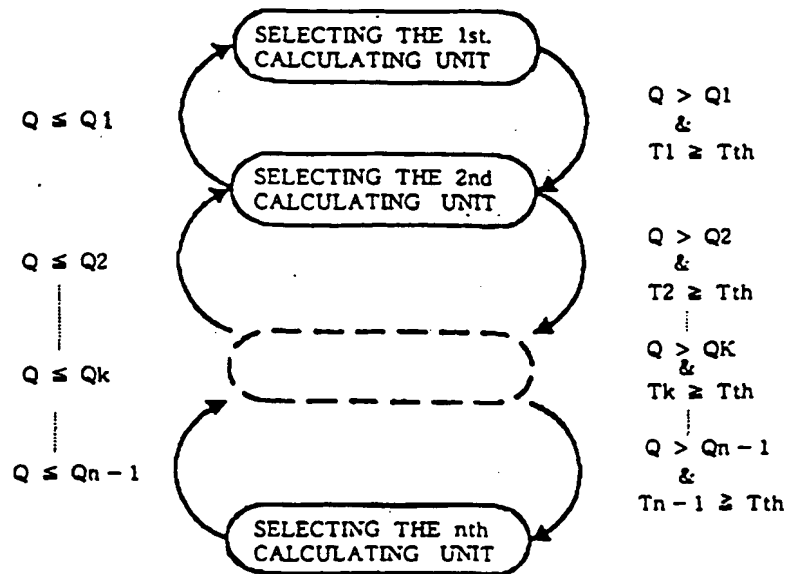 SELECTING THE 1st.
CALCULATING UNIT
Q ≤ Q1
Q > Q1
&
T1 ≧ Tth
SELECTING THE 2nd
CALCULATING UNIT
Q ≤ Q2
Q > Q2
&
T2 ≧ Tth
Q ≤ Qk
Q > QK
&
Tk ≧ Tth
Q ≤ Qn-1
Q > Qn-1
&
Tn-1 ≧ Tth
SELECTING THE nth
CALCULATING UNIT